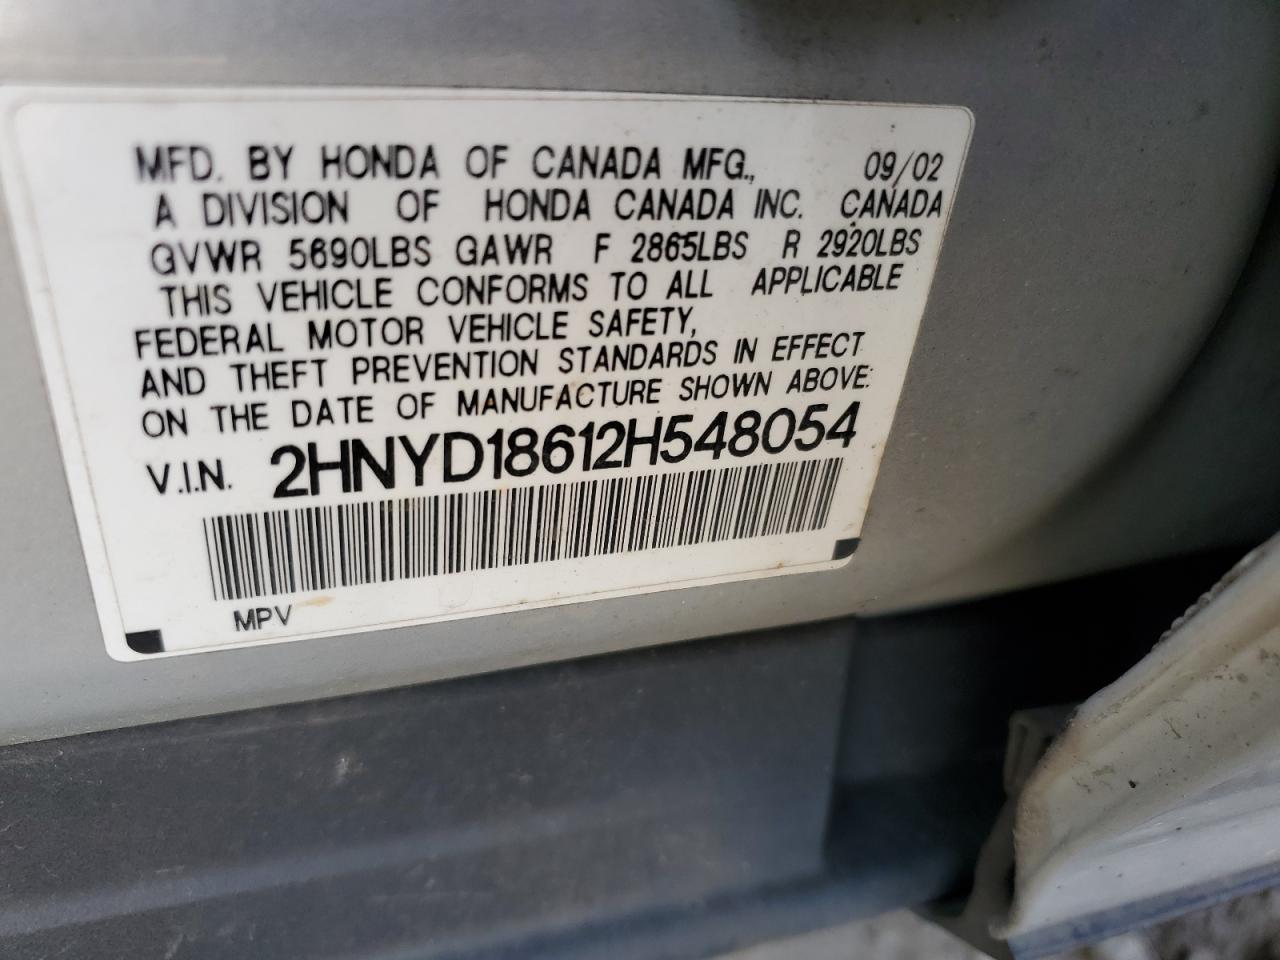 MFD. BY HONDA OF CANADA MFG., 09/02
A DIVISION OF HONDA CANADA INC. CANADA
GVWR 5690LBS GAWR F 2865LBS R 2920LBS
THIS VEHICLE CONFORMS TO ALL APPLICABLE
FEDERAL MOTOR VEHICLE SAFETY,
AND THEFT PREVENTION STANDARDS IN EFFECT
ON THE DATE OF MANUFACTURE SHOWN ABOVE:
V.I.N. 2HNYD18612H548054
MPV